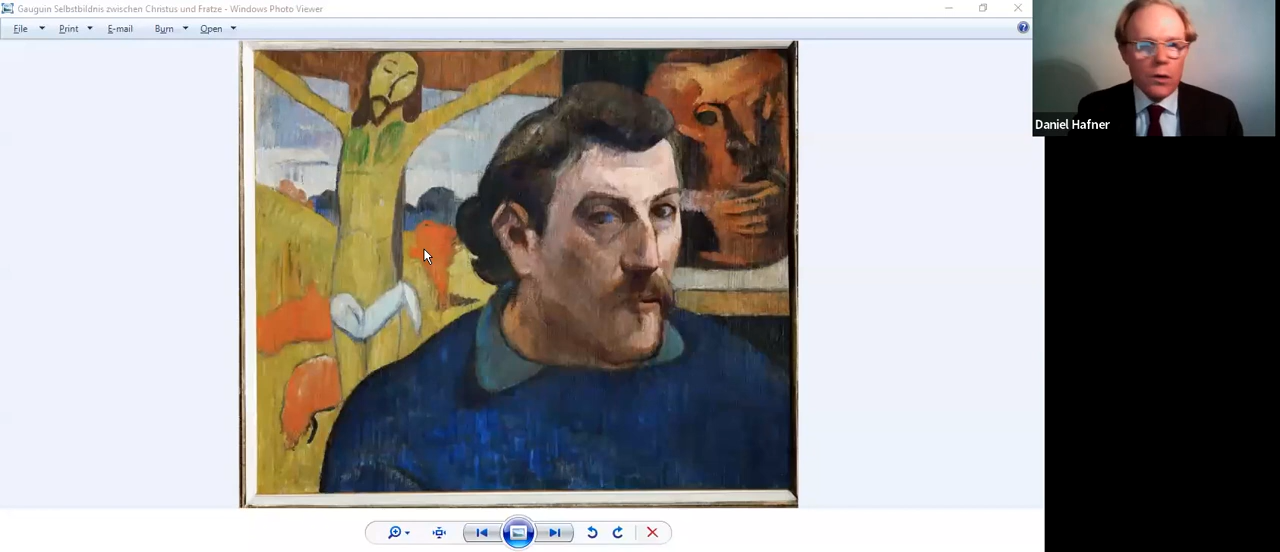 Gauguin Selbstbildnis zwischen Christus und Fratze - Windows Photo Viewer
File Print E-mail Burn Open
Daniel Hafner